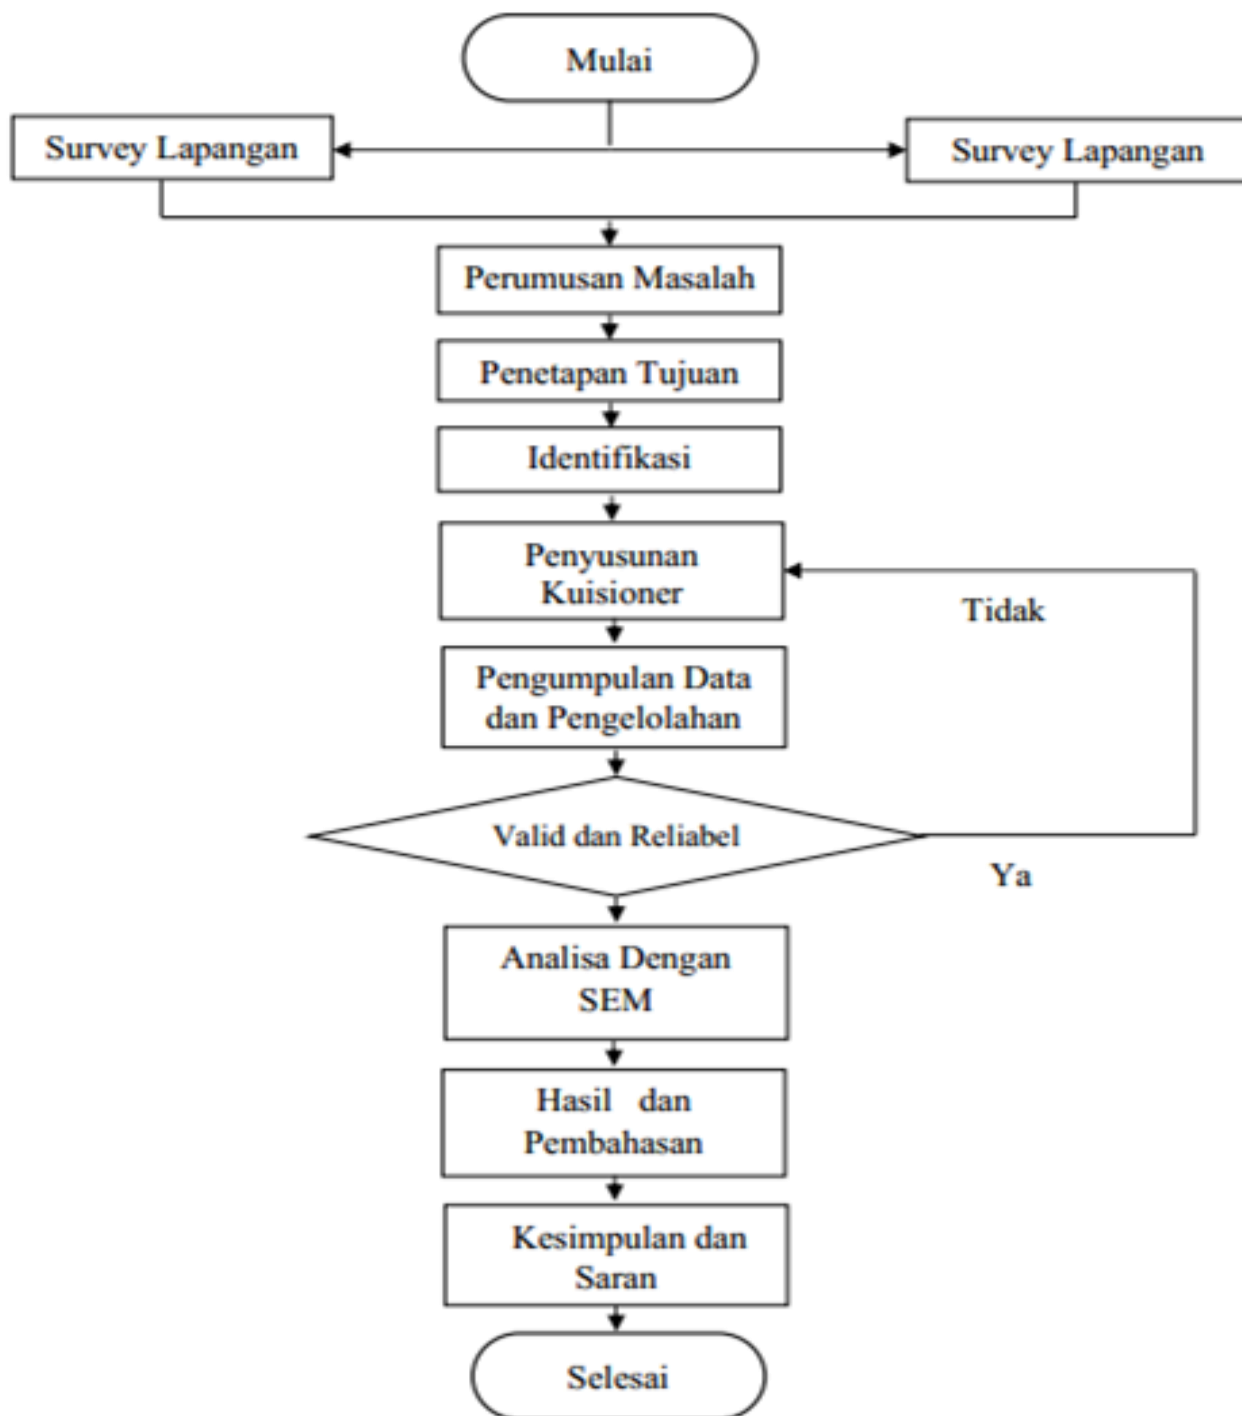 Mulai
Survey Lapangan
Survey Lapangan
Perumusan Masalah
Penetapan Tujuan
Identifikasi
Penyusunan
Kuisioner
Tidak
Pengumpulan Data
dan Pengelolahan
Valid dan Reliabel
Ya
Analisa Dengan
SEM
Hasil dan
Pembahasan
Kesimpulan dan
Saran
Selesai